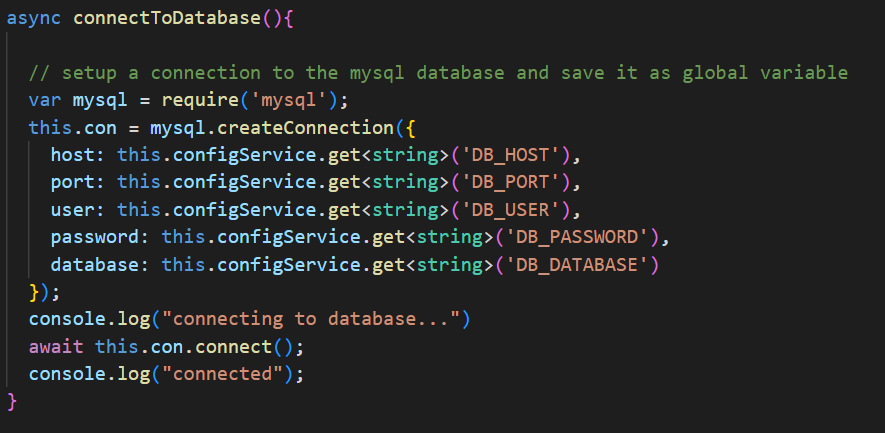 async connectToDatabase(){
// setup a connection to the mysql database and save it as global variable
var mysql = require('mysql');
this.con = mysql.createConnection({
host: this.configService.get<string>('DB_HOST'),
port: this.configService.get<string>('DB_PORT'),
user: this.configService.get<string>('DB_USER'),
password: this.configService.get<string>('DB_PASSWORD'),
database: this.configService.get<string>('DB_DATABASE')
});
console.log("connecting to database...")
await this.con.connect();
console.log("connected");
}